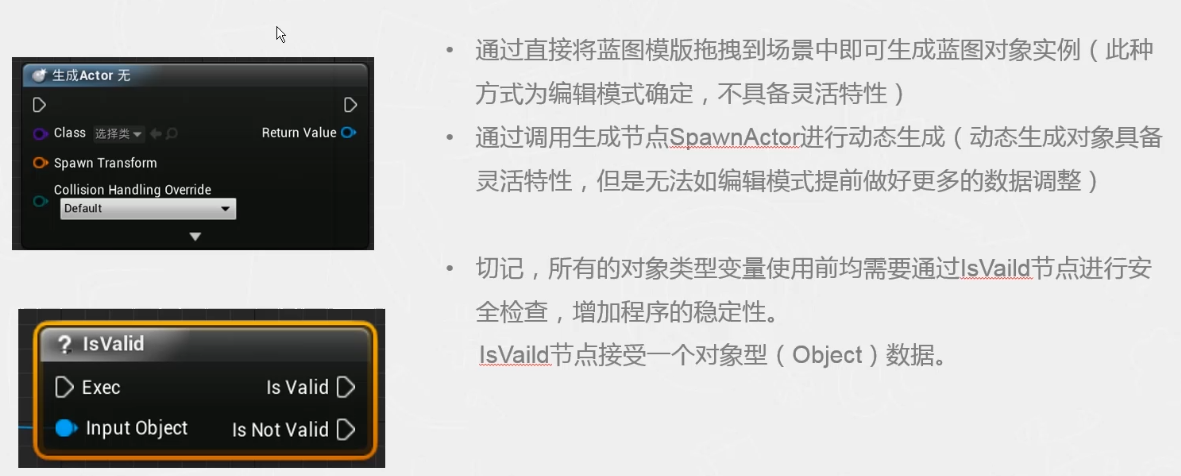 生成Actor 无
Class 选择类
Return Value
Spawn Transform
Collision Handling Override
Default
? IsValid
Exec
Is Valid
Input Object
Is Not Valid
• 通过直接将蓝图模版拖拽到场景中即可生成蓝图对象实例（此种
方式为编辑模式确定，不具备灵活特性）
• 通过调用生成节点SpawnActor进行动态生成（动态生成对象具备
灵活特性，但是无法如编辑模式提前做好更多的数据调整）
• 切记，所有的对象类型变量使用前均需要通过IsVaild节点进行安
全检查，增加程序的稳定性。
IsVaild节点接受一个对象型（Object）数据。